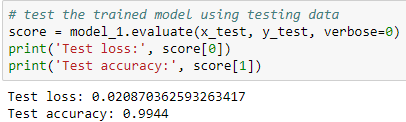 # test the trained model using testing data
score = model_1.evaluate(x_test, y_test, verbose=0)
print('Test loss:', score[0])
print('Test accuracy:', score[1])
Test loss: 0.020870362593263417
Test accuracy: 0.9944